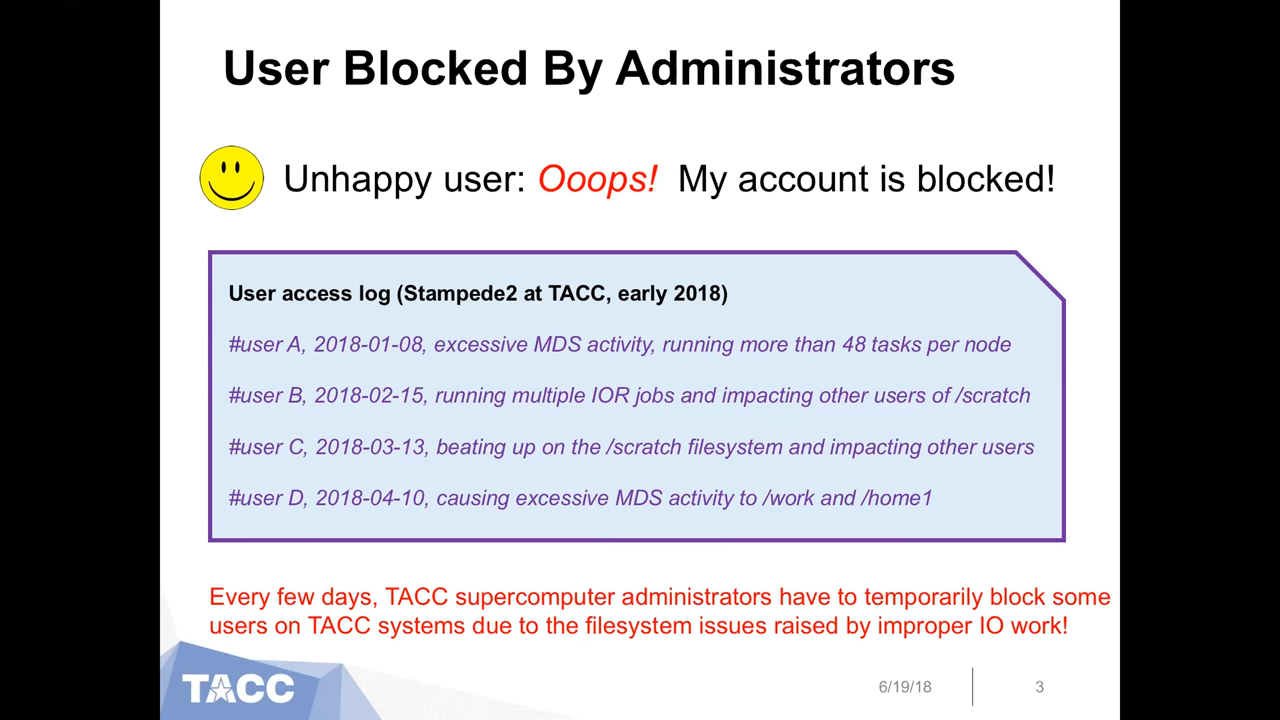 User Blocked By Administrators
Unhappy user: Ooops! My account is blocked!
User access log (Stampede2 at TACC, early 2018)
#user A, 2018-01-08, excessive MDS activity, running more than 48 tasks per node
#user B, 2018-02-15, running multiple IOR jobs and impacting other users of /scratch
#user C, 2018-03-13, beating up on the /scratch filesystem and impacting other users
#user D, 2018-04-10, causing excessive MDS activity to /work and /home1
Every few days, TACC supercomputer administrators have to temporarily block some
users on TACC systems due to the filesystem issues raised by improper IO work!
TACC
6/19/18
3